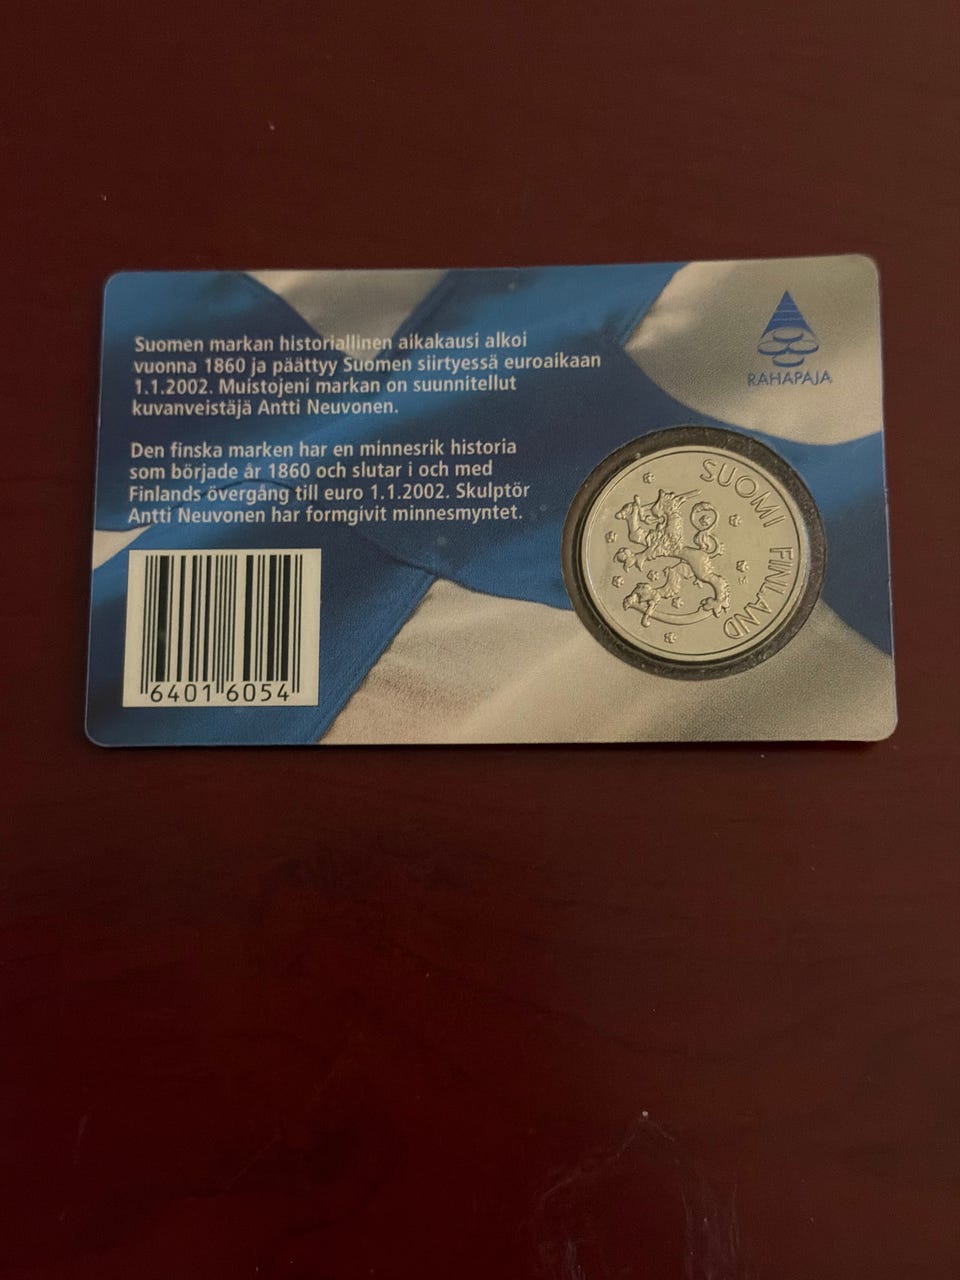 Suomen markan historiallinen aikakausi alkoi
vuonna 1860 ja päättyy Suomen siirtyessä euroaikaan
1.1.2002. Muistojeni markan on suunnitellut
kuvanveistäjä Antti Neuvonen.
Den finska marken har en minnesrik historia
som började år 1860 och slutar i och med
Finlands övergång till euro 1.1.2002. Skulptör
Antti Neuvonen har formgivit minnesmyntet.
6401 6054
RAHAPAJA
SUOMI FINLAND